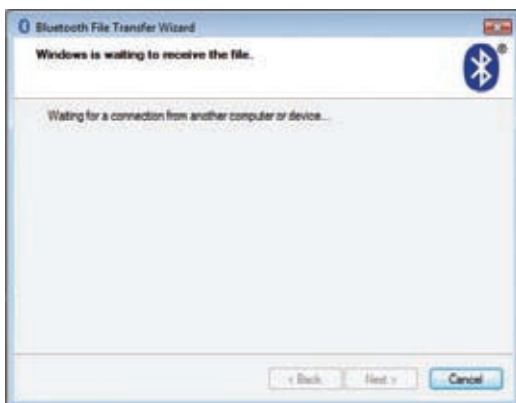 Bluetooth File Transfer Wizard
Windows is waiting to receive the file.
Waiting for a connection from another computer or device...
< Back
Next >
Cancel